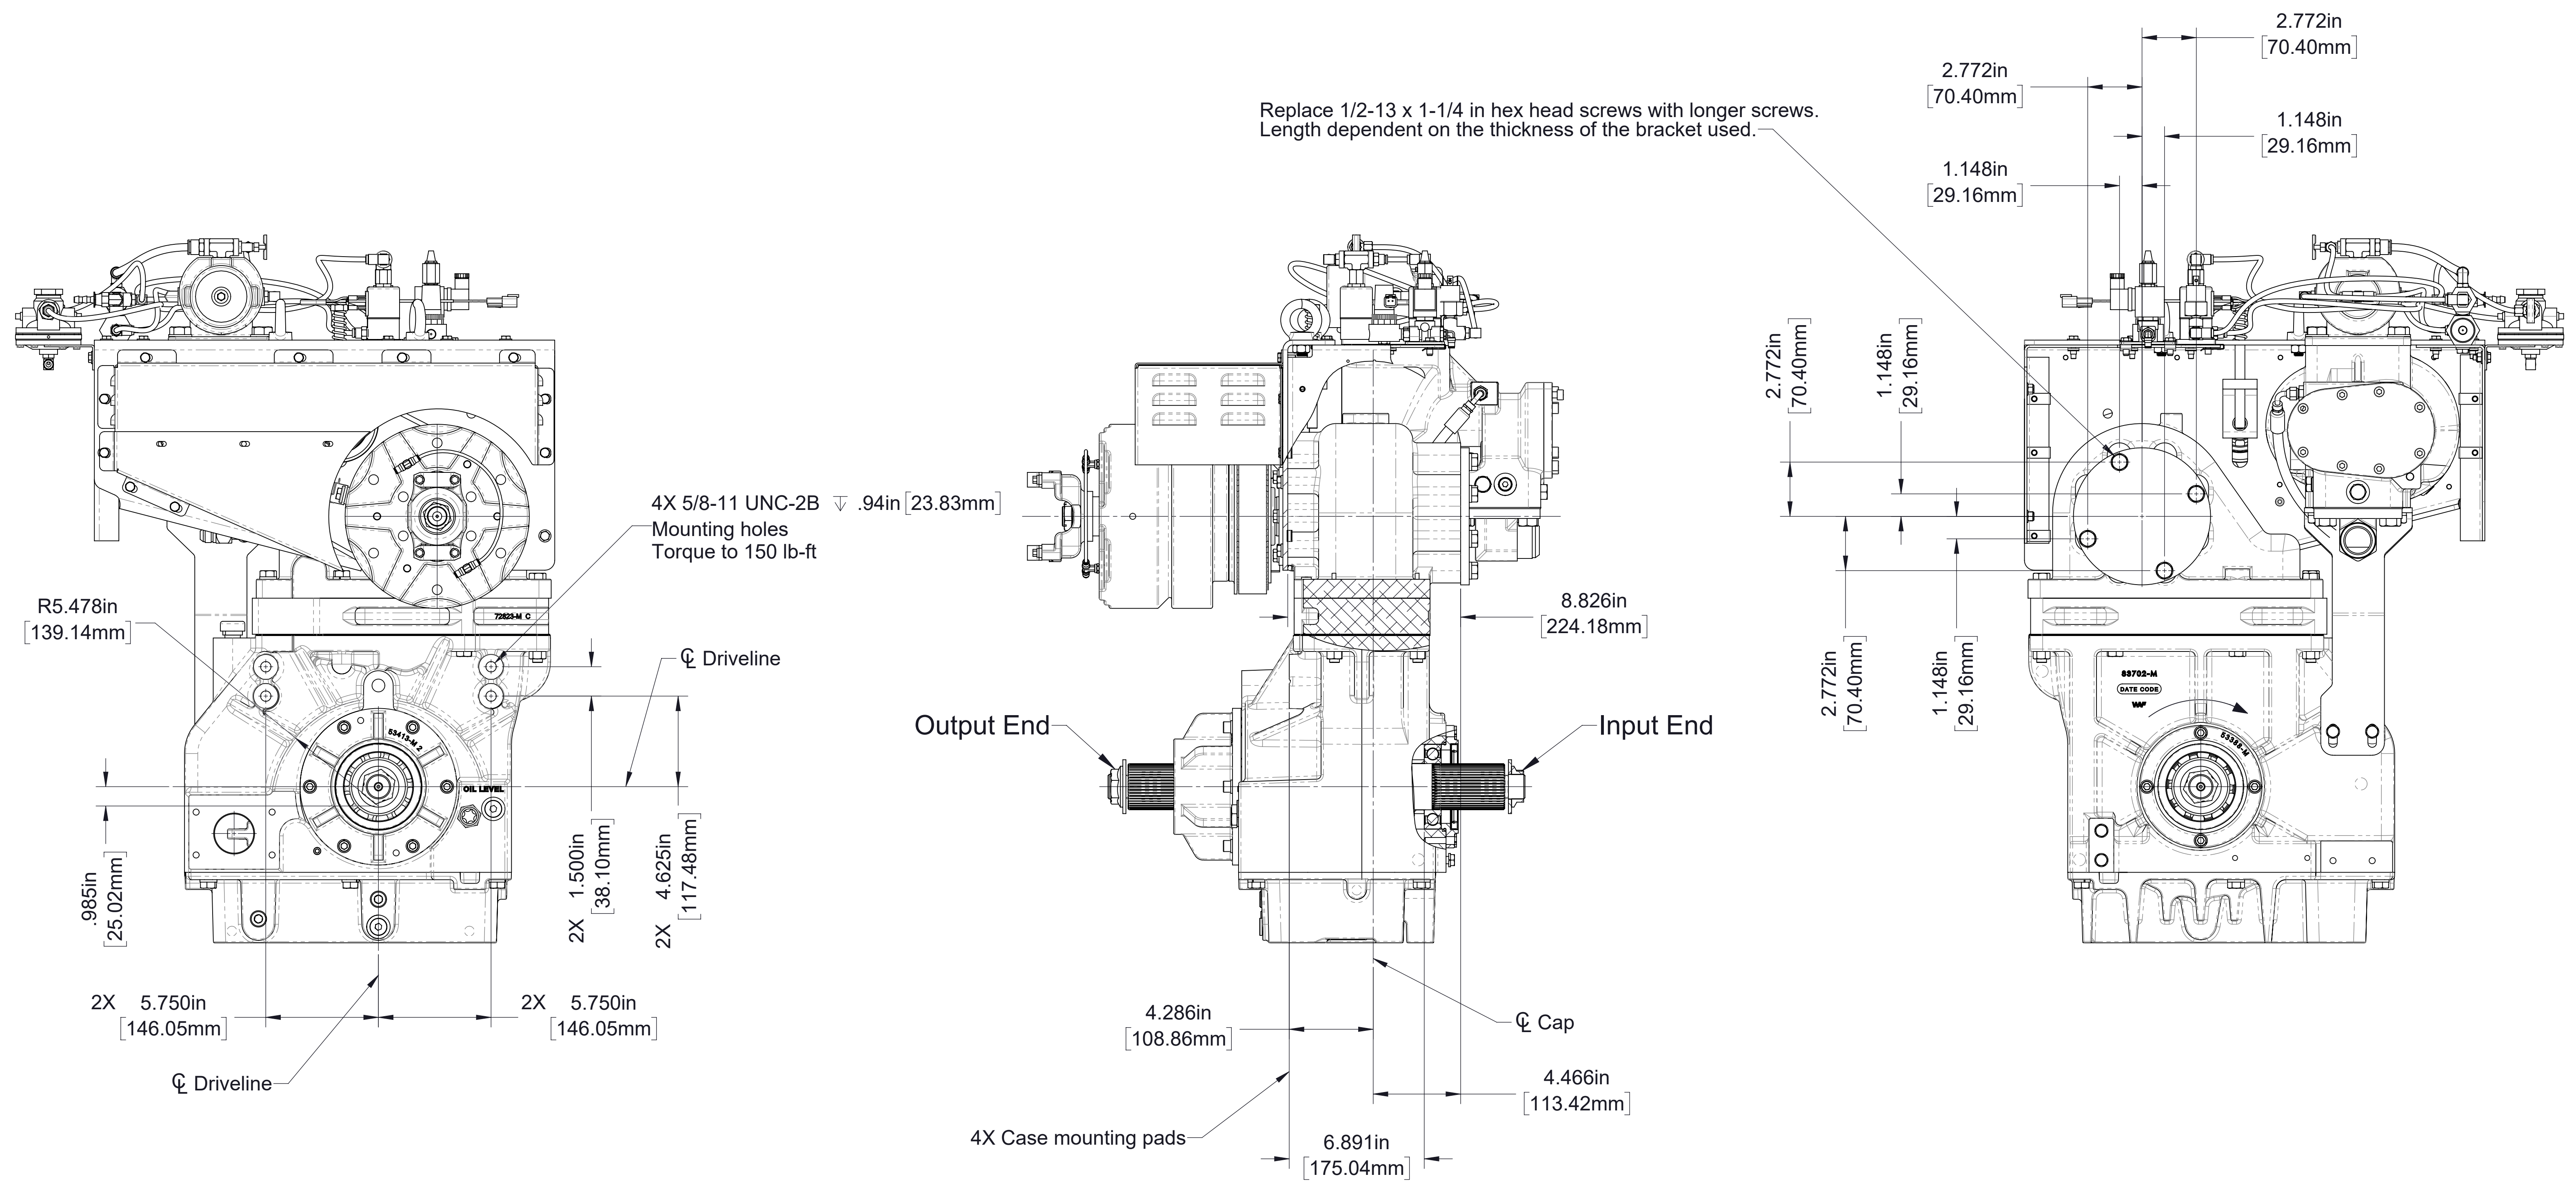 2.772in
[70.40mm]
2.772in
[70.40mm]
Replace 1/2-13 x 1-1/4 in hex head screws with longer screws.
Length dependent on the thickness of the bracket used.
1.148in
[29.16mm]
1.148in
[29.16mm]
2.772in
[70.40mm]
1.148in
[29.16mm]
4X 5/8-11 UNC-2B ↧ .94in [23.83mm]
Mounting holes
Torque to 150 lb-ft
R5.478in
[139.14mm]
72823-M C
8.826in
[224.18mm]
℄ Driveline
2.772in
[70.40mm]
1.148in
[29.16mm]
83702-M
DATE CODE
53413-M 2
Output End
Input End
53388-M
OIL LEVEL
.985in
[25.02mm]
2X 1.500in
[38.10mm]
2X 4.625in
[117.48mm]
2X 5.750in
[146.05mm]
2X 5.750in
[146.05mm]
4.286in
[108.86mm]
℄ Cap
℄ Driveline
4.466in
[113.42mm]
4X Case mounting pads
6.891in
[175.04mm]